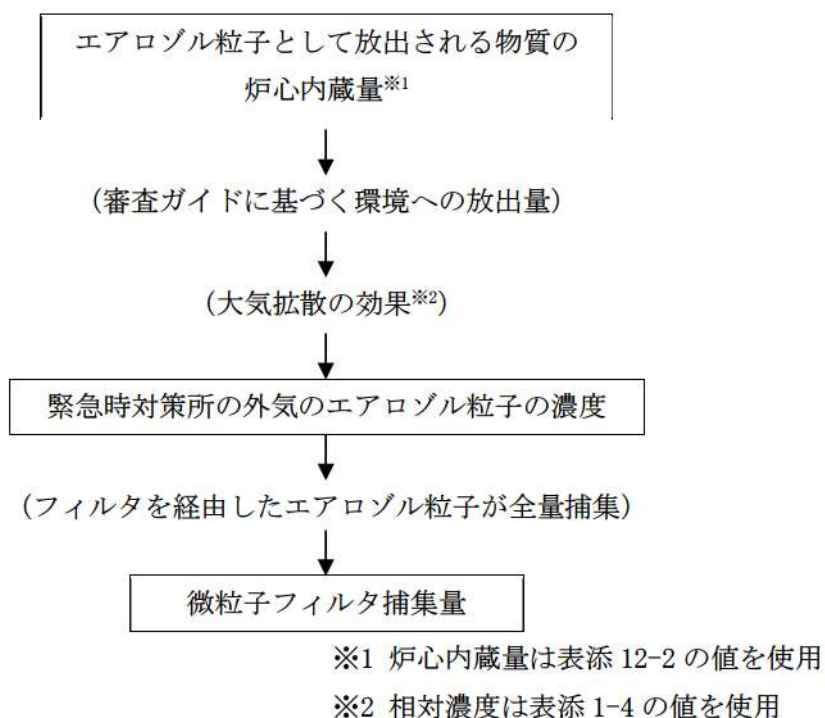 エアロゾル粒子として放出される物質の
炉心内蔵量※1
(審査ガイドに基づく環境への放出量)
(大気拡散の効果※2)
緊急時対策所の外気のエアロゾル粒子の濃度
(フィルタを経由したエアロゾル粒子が全量捕集)
微粒子フィルタ捕集量
※1 炉心内蔵量は表添 12-2 の値を使用
※2 相対濃度は表添 1-4 の値を使用